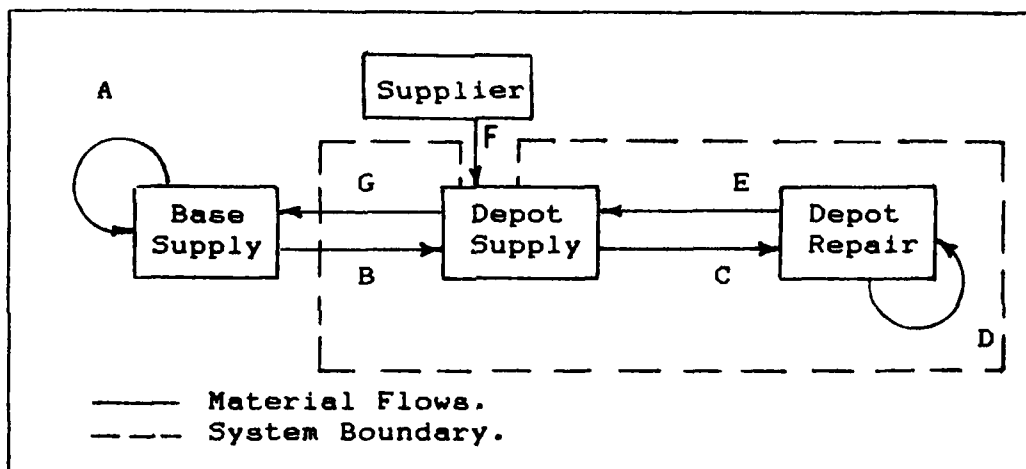 A
Supplier
F
G
E
Base
Supply
Depot
Supply
Depot
Repair
B
C
D
Material Flows.
System Boundary.